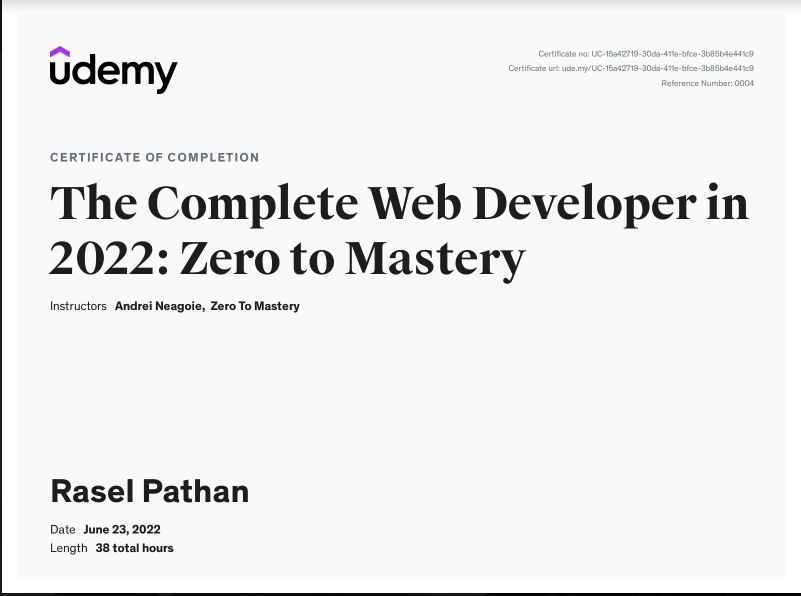 udemy
Certificate no: UC-15a42719-30da-411e-bfce-3b85b4e441c9
Certificate url: ude.my/UC-15a42719-30da-411e-bfce-3b85b4e441c9
Reference Number: 0004
CERTIFICATE OF COMPLETION
The Complete Web Developer in
2022: Zero to Mastery
Instructors Andrei Neagoie, Zero To Mastery
Rasel Pathan
Date June 23, 2022
Length 38 total hours